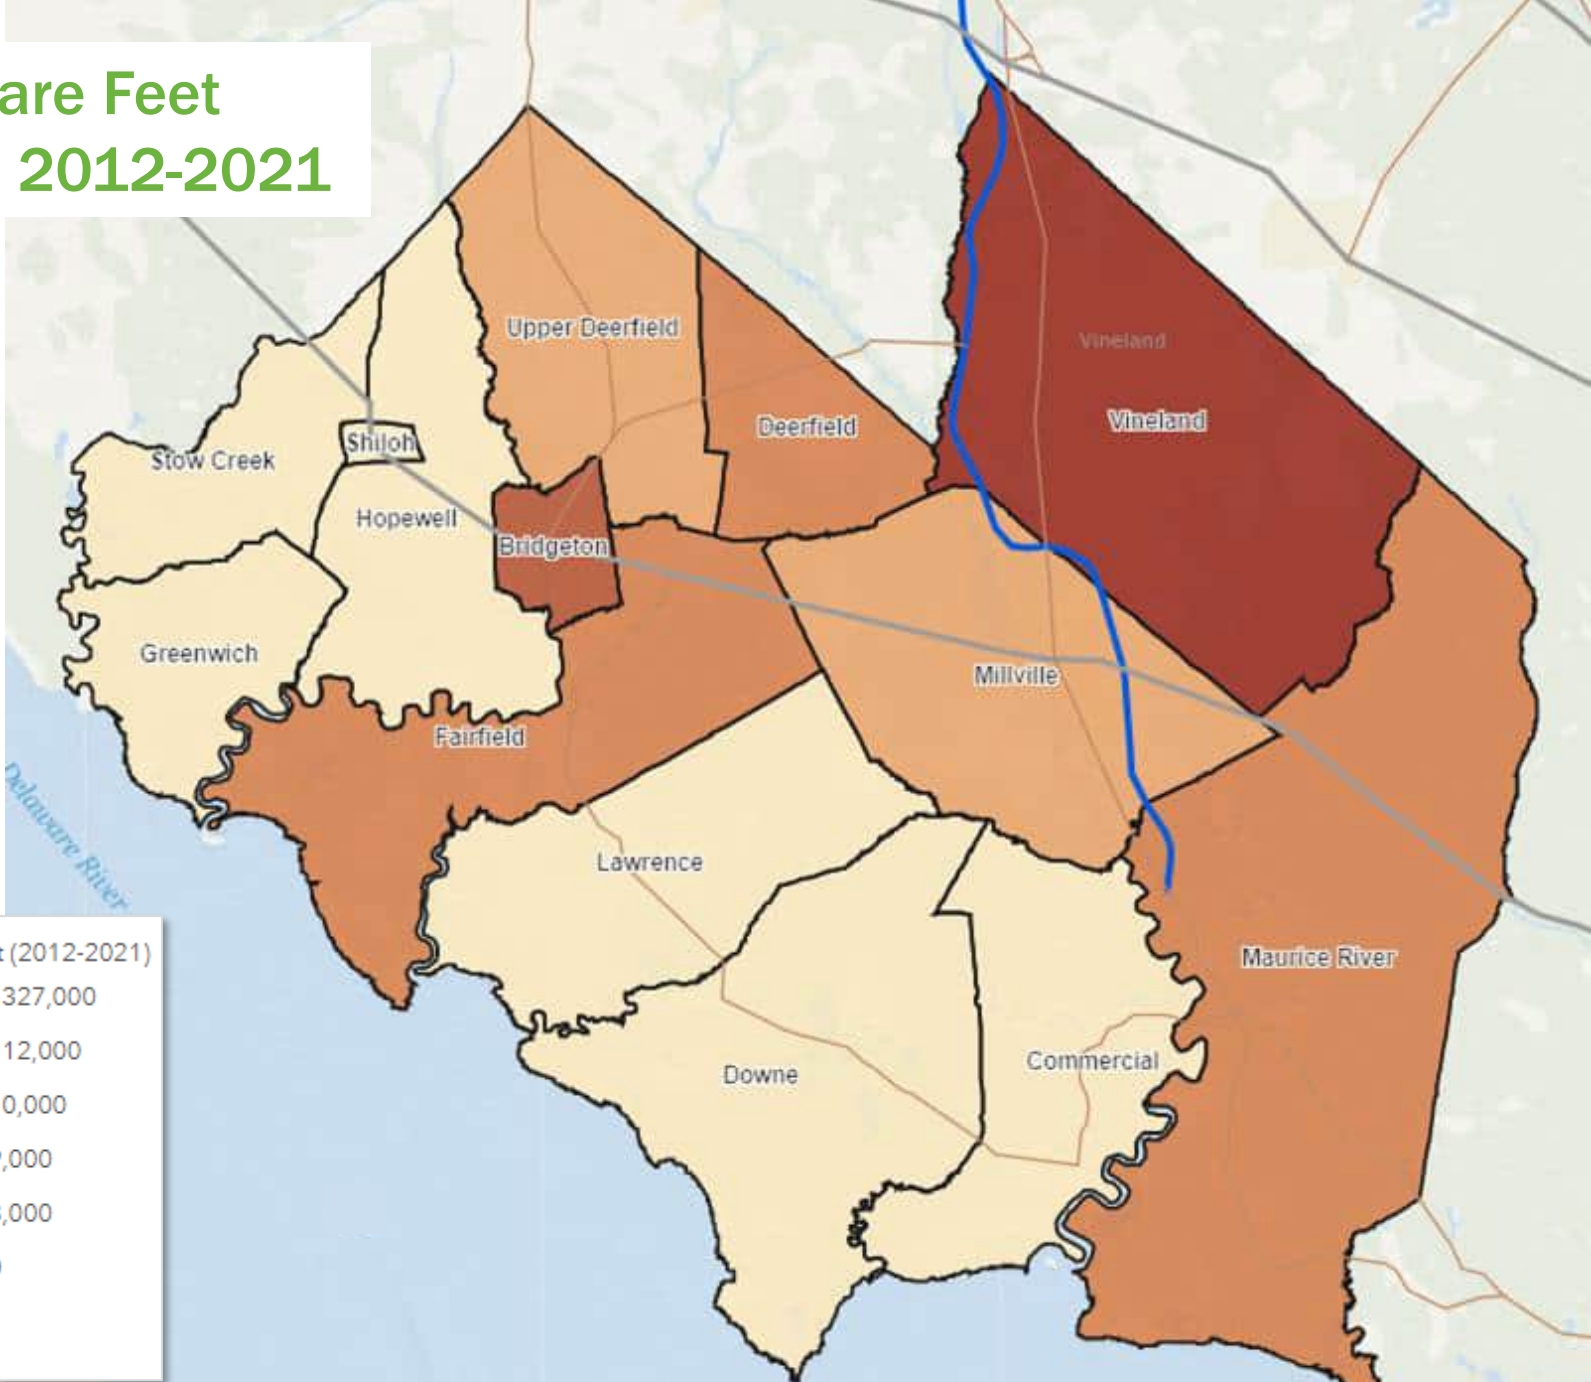 are Feet
2012-2021
Upper Deerfield
Vineland
Vineland
Deerfield
Shiloh
Stow Creek
Hopewell
Bridgeton
Greenwich
Millville
Fairfield
Delaware River
Lawrence
Maurice River
Downe
Commercial
t (2012-2021)
327,000
12,000
0,000
,000
,000